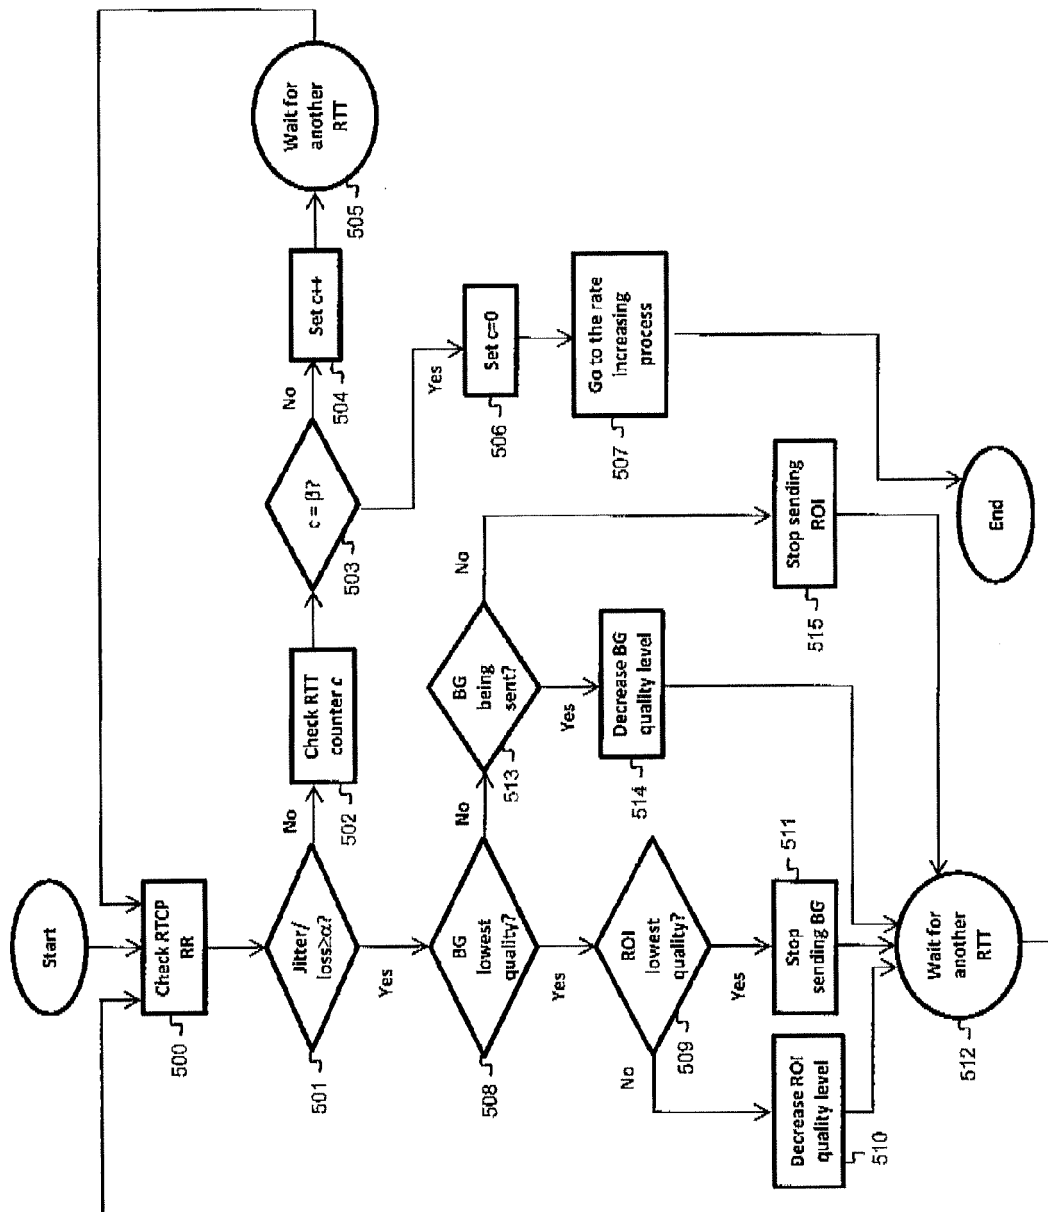 Start
Check RTCP
RR
500
Jitter/
loss≥α?
501
No
Yes
Check RTT
counter c
502
c = β?
503
No
Yes
Set c++
504
Wait for
another
RTT
505
Set c=0
506
Go to the rate
increasing
process
507
BG
lowest
quality?
508
No
Yes
BG
being
sent?
513
No
Yes
Decrease BG
quality level
514
Stop sending
ROI
515
ROI
lowest
quality?
509
No
Yes
Decrease ROI
quality level
510
Stop
sending BG
511
Wait for
another
RTT
512
End